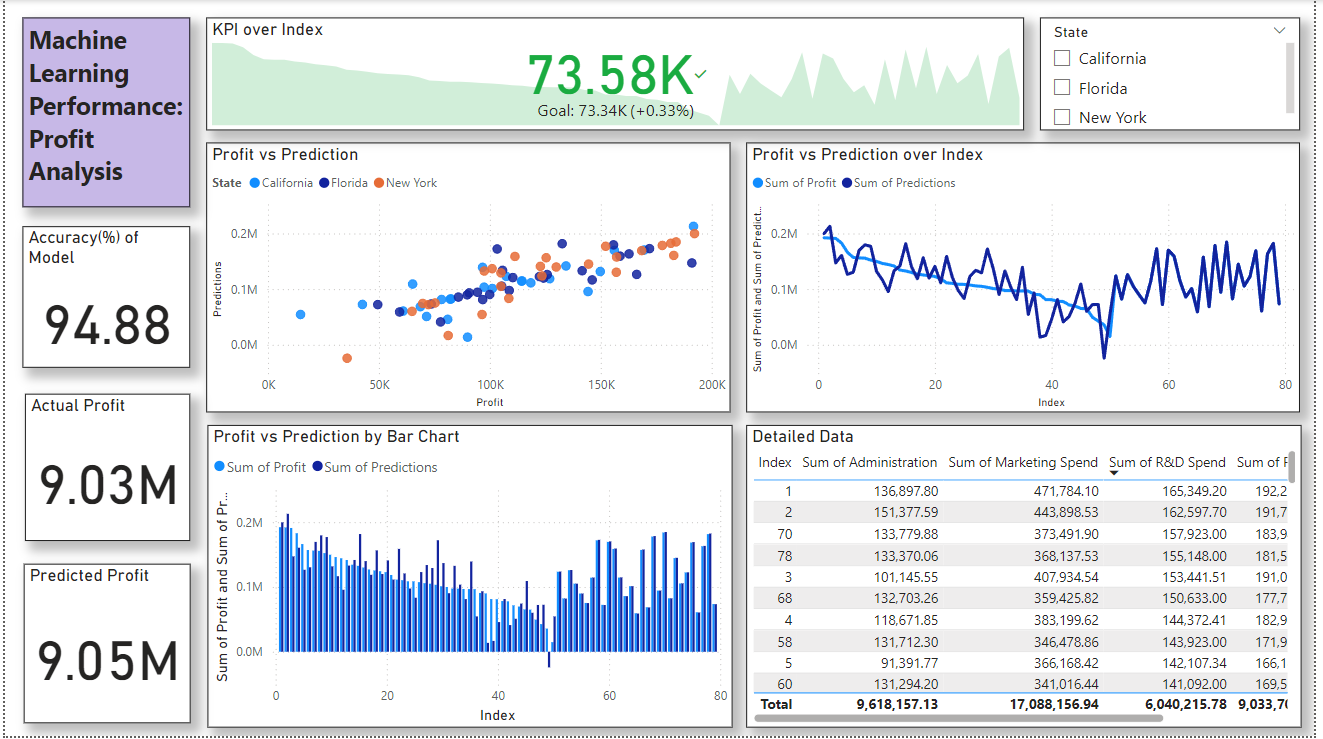 Machine
Learning
Performance:
Profit
Analysis
KPI over Index
73.58K
Goal: 73.34K (+0.33%)
State
California
Florida
New York
Accuracy(%) of
Model
94.88
Actual Profit
9.03M
Predicted Profit
9.05M
Profit vs Prediction
State California Florida New York
Predictions
0.2M
0.1M
0.0M
0K 50K 100K 150K 200K
Profit
Profit vs Prediction over Index
Sum of Profit Sum of Predictions
Sum of Profit and Sum of Predict...
0.2M
0.1M
0.0M
0 20 40 60 80
Index
Profit vs Prediction by Bar Chart
Sum of Profit Sum of Predictions
Sum of Profit and Sum of Pr...
0.2M
0.1M
0.0M
0 20 40 60 80
Index
Detailed Data
Index Sum of Administration Sum of Marketing Spend Sum of R&D Spend Sum of
1 136,897.80 471,784.10 165,349.20 192,2
2 151,377.59 443,898.53 162,597.70 191,7
70 133,779.88 373,491.90 157,923.00 183,9
78 133,370.06 368,137.53 155,148.00 181,5
3 101,145.55 407,934.54 153,441.51 191,0
68 132,703.26 359,425.82 150,633.00 177,7
4 118,671.85 383,199.62 144,372.41 182,9
58 131,712.30 346,478.86 143,923.00 171,9
5 91,391.77 366,168.42 142,107.34 166,1
60 131,294.20 341,016.44 141,092.00 169,5
Total 9,618,157.13 17,088,156.94 6,040,215.78 9,033,70